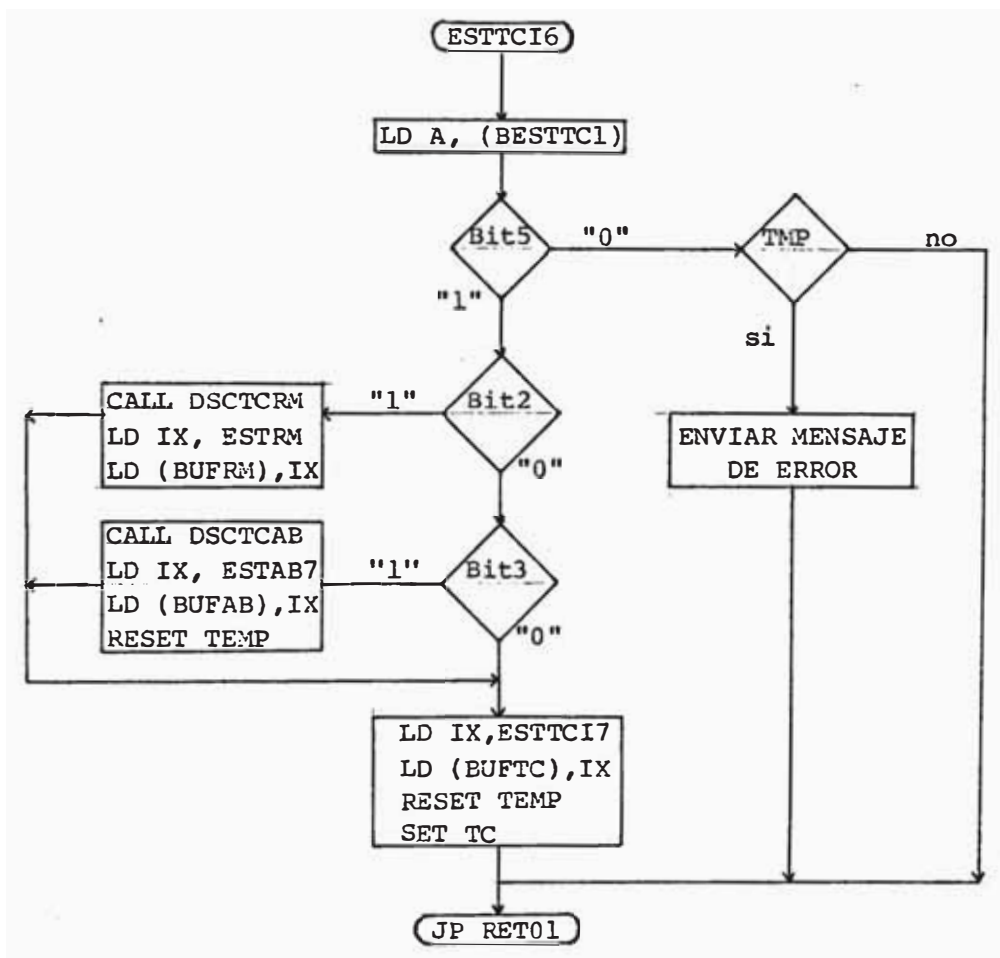 ESTTCI6
LD A, (BESTTC1)
Bit5
"0"
TMP
no
"1"
si
Bit2
"1"
CALL DSCTCRM
LD IX, ESTRM
LD (BUFRM),IX
"0"
ENVIAR MENSAJE
DE ERROR
Bit3
"1"
CALL DSCTCAB
LD IX, ESTAB7
LD (BUFAB),IX
RESET TEMP
"0"
LD IX,ESTTCI7
LD (BUFTC),IX
RESET TEMP
SET TC
JP RET01